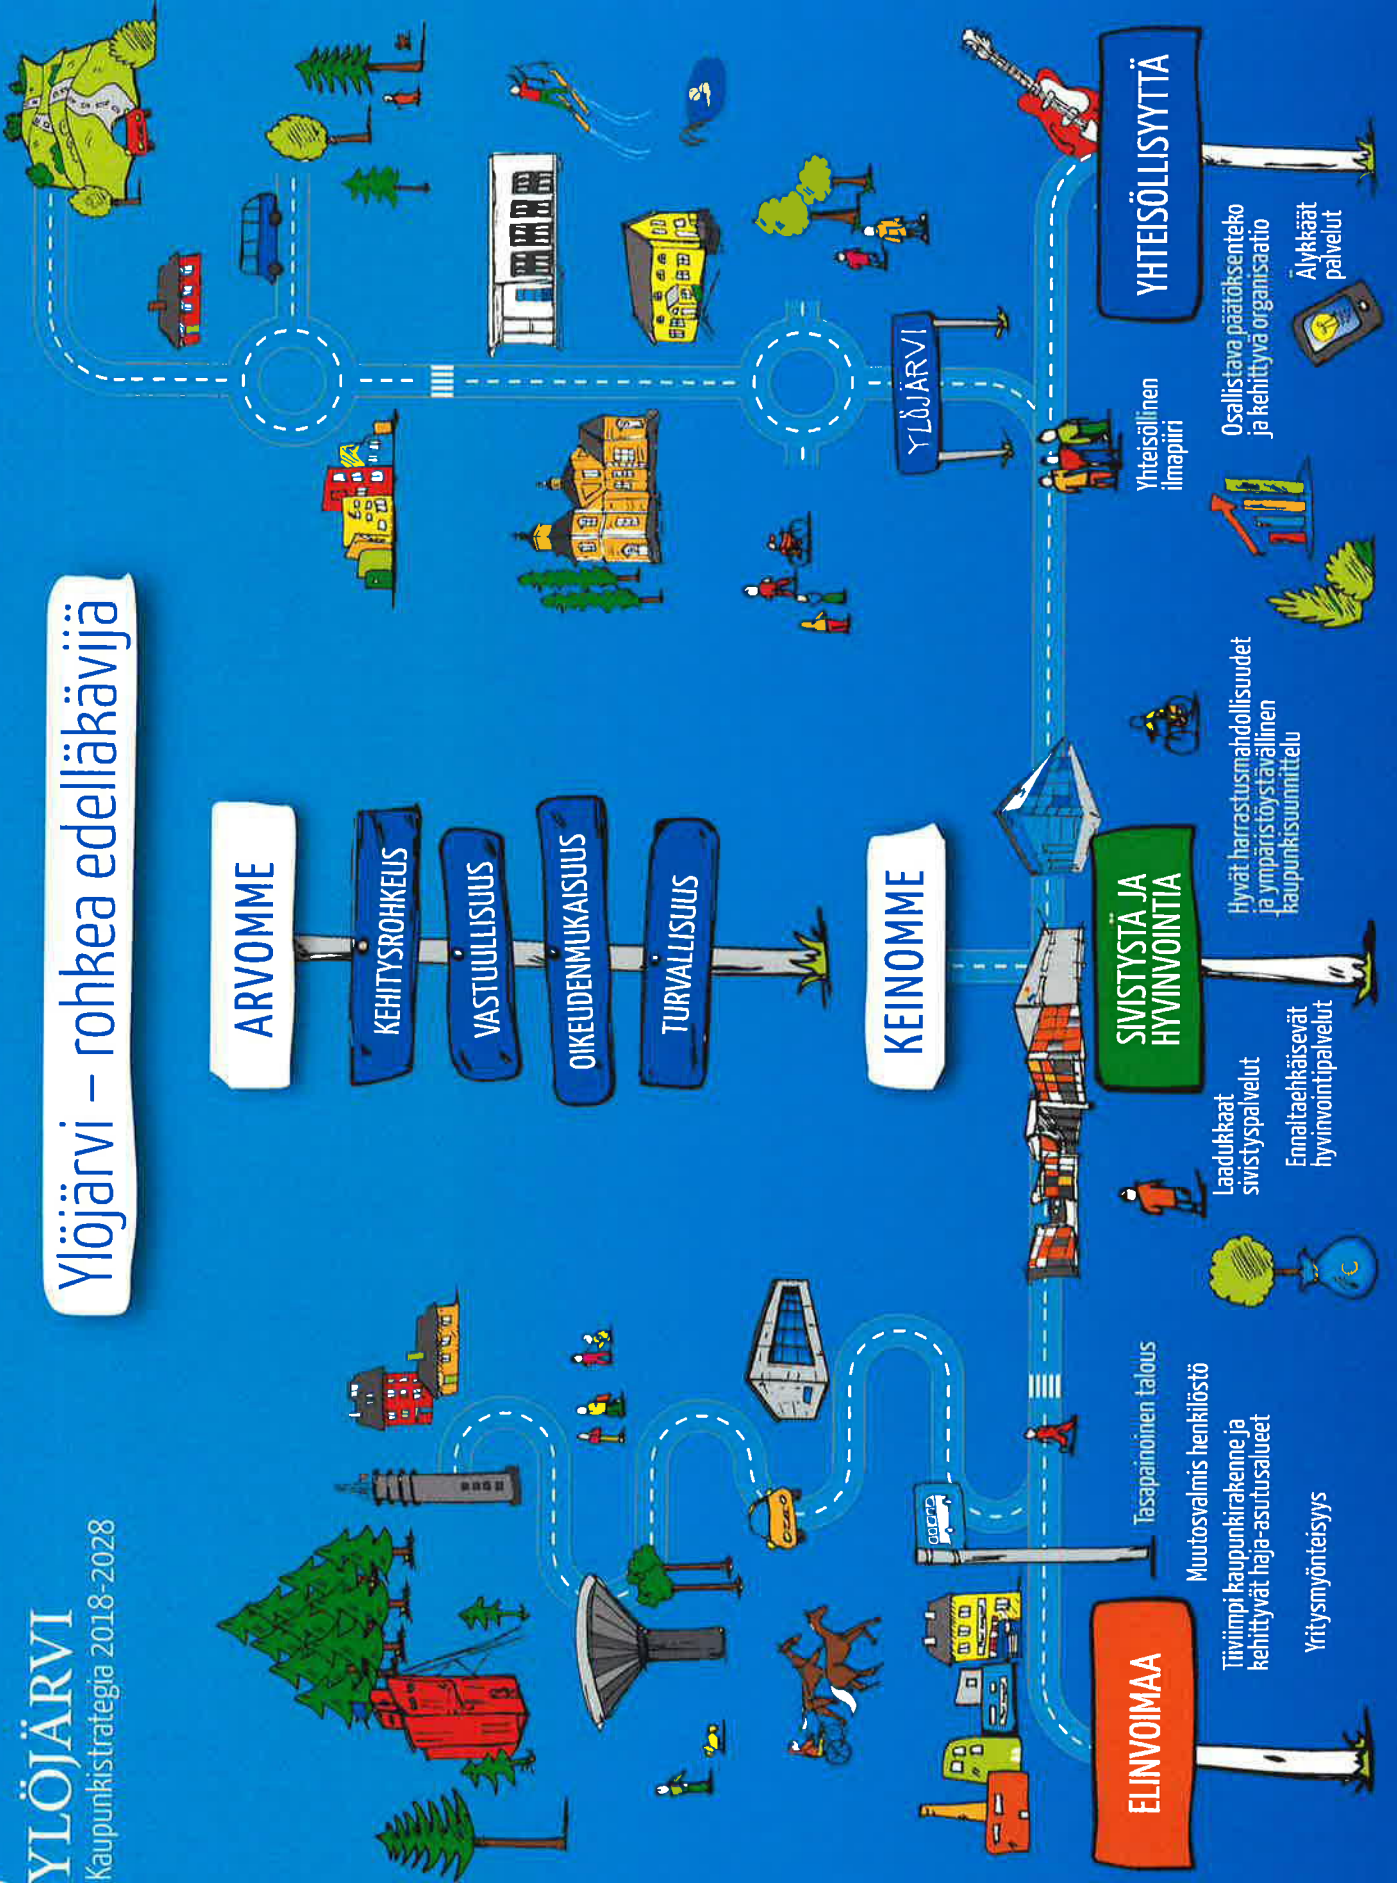 YLÖJÄRVI
Kaupunkistrategia 2018-2028
Ylöjärvi – rohkea edelläkävijä
ARVOMME
KEHITYSROHKEUS
VASTUULLISUUS
OIKEUDENMUKAISUUS
TURVALLISUUS
KEINOMME
YLÖJÄRVI
ELINVOIMAA
Tasapainoinen talous
Muutosvalmis henkilöstö
Tiiviimpi kaupunkirakenne ja
kehittyvät haja-asutusalueet
Yritysmyönteisyys
SIVISTYSTÄ JA
HYVINVOINTIA
Laadukkaat
sivistyspalvelut
Ennaltaehkäisevät
hyvinvointipalvelut
Hyvät harrastusmahdollisuudet
ja ympäristöystävällinen
kaupunkisuunnittelu
YHTEISÖLLISYYTTÄ
Yhteisöllinen
ilmapiiri
Osallistava päätöksenteko
ja kehittyvä organisaatio
Älykkäät
palvelut
€